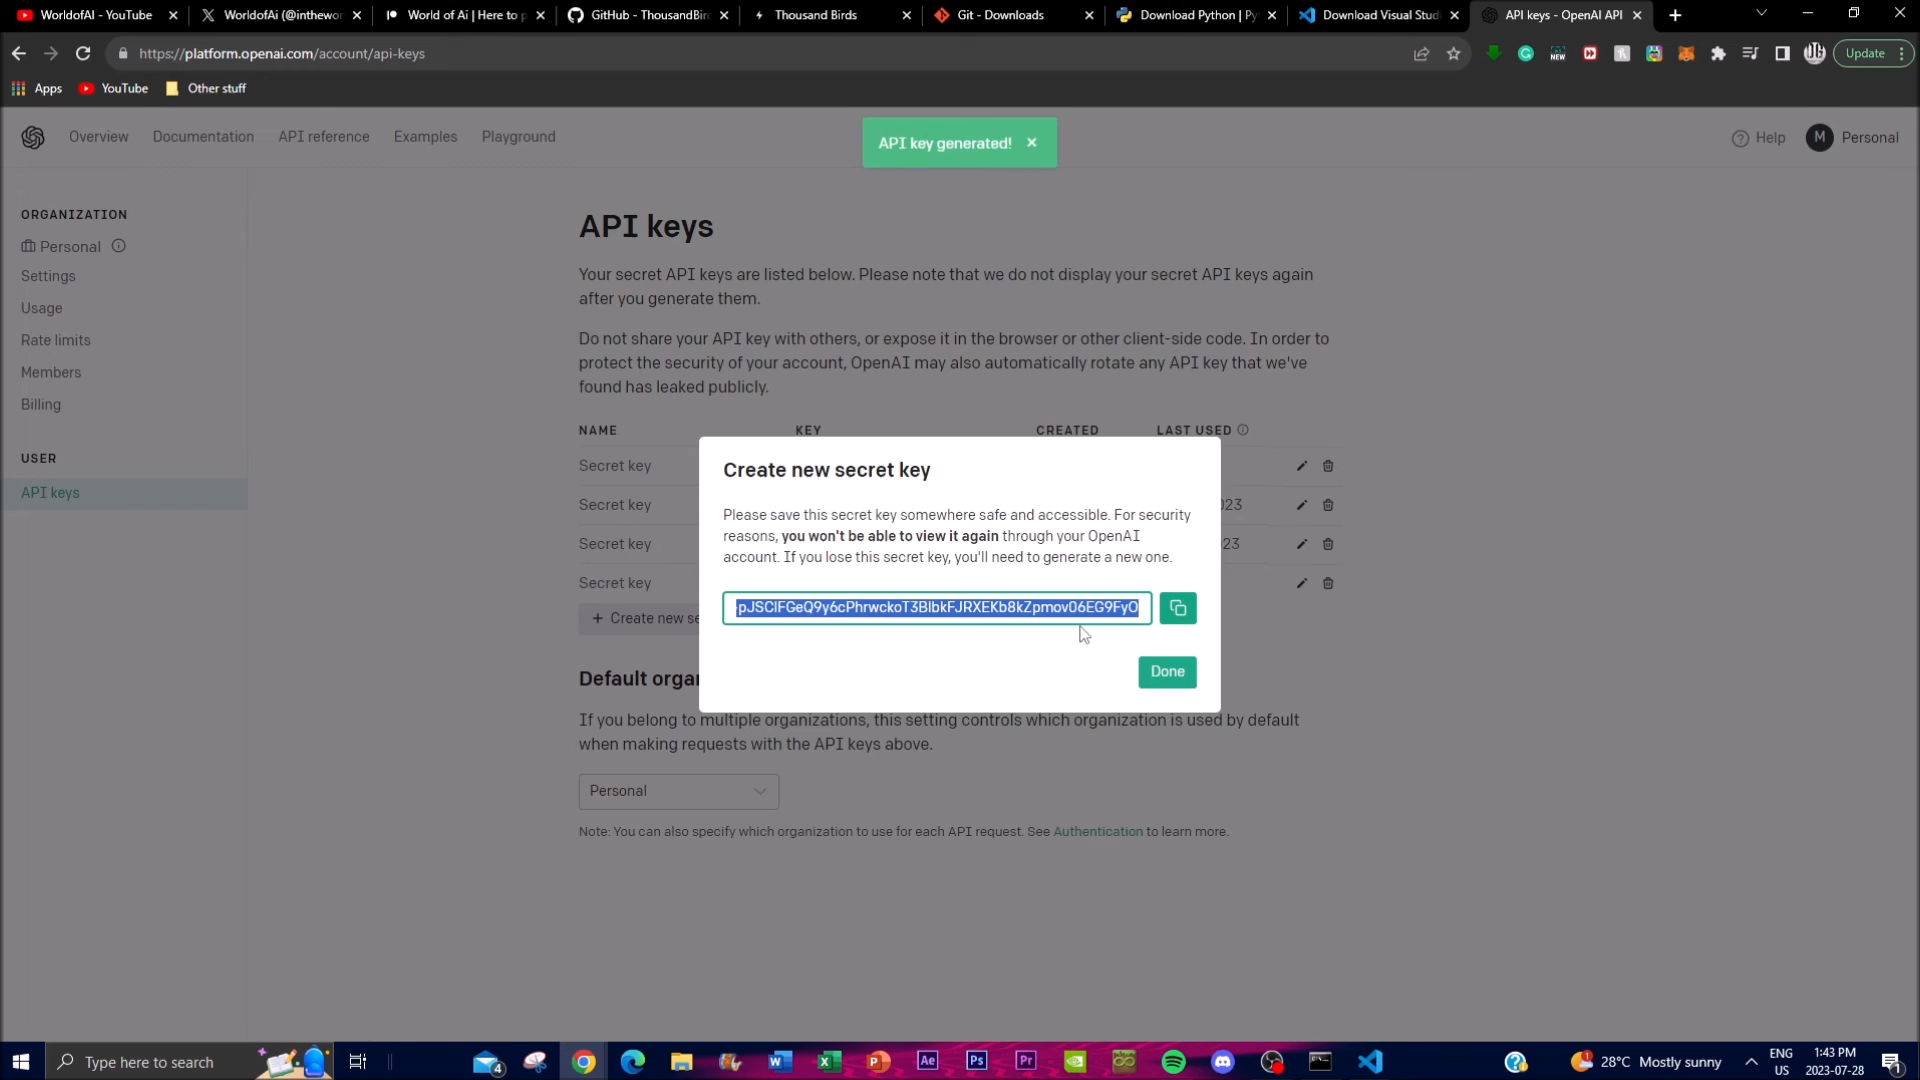 WorldofAI - YouTube
WorldofAi (@inthewor
World of Ai | Here to p
GitHub - ThousandBir
Thousand Birds
Git - Downloads
Download Python | Py
Download Visual Stud
API keys - OpenAI API
https://platform.openai.com/account/api-keys
NEW
Update
Apps
YouTube
Other stuff
Overview
Documentation
API reference
Examples
Playground
API key generated!
Help
M
Personal
ORGANIZATION
Personal
Settings
Usage
Rate limits
Members
Billing
USER
API keys
API keys
Your secret API keys are listed below. Please note that we do not display your secret API keys again
after you generate them.
Do not share your API key with others, or expose it in the browser or other client-side code. In order to
protect the security of your account, OpenAI may also automatically rotate any API key that we've
found has leaked publicly.
NAME KEY CREATED LAST USED
Secret key
Secret key
023
Secret key
23
Secret key
+ Create new se
Create new secret key
Please save this secret key somewhere safe and accessible. For security
reasons, you won't be able to view it again through your OpenAI
account. If you lose this secret key, you'll need to generate a new one.
Done
Default orga
If you belong to multiple organizations, this setting controls which organization is used by default
when making requests with the API keys above.
Personal
Note: You can also specify which organization to use for each API request. See Authentication to learn more.
Type here to search
4
W
X
P
Ae
Ps
Pr
1
28°C Mostly sunny
ENG
US
1:43 PM
2023-07-28
1